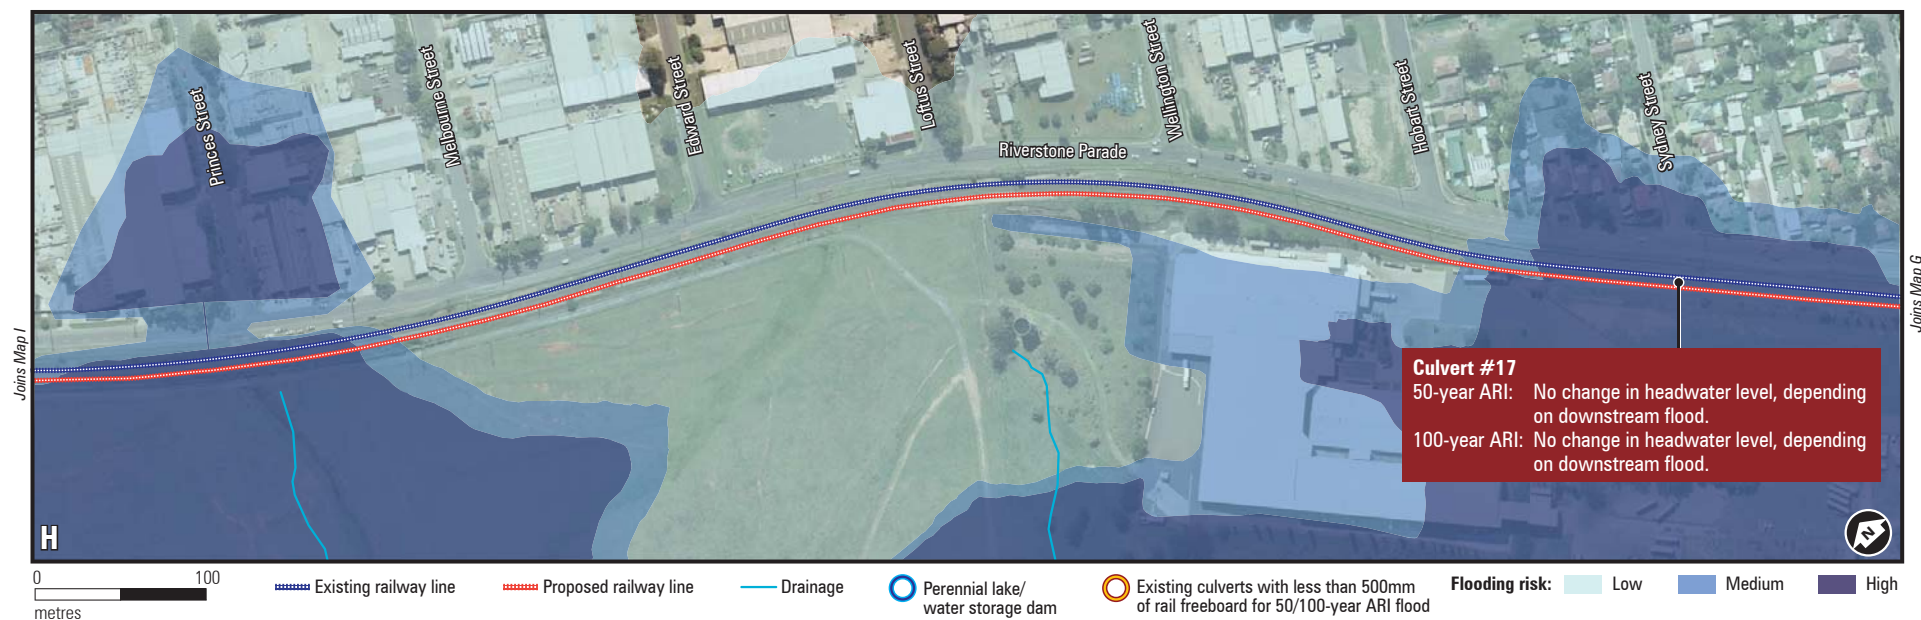 Princes Street
Melbourne Street
Edward Street
Loftus Street
Wellington Street
Hobart Street
Sydney Street
Riverstone Parade
Joins Map I
Joins Map G
Culvert #17
50-year ARI: No change in headwater level, depending
on downstream flood.
100-year ARI: No change in headwater level, depending
on downstream flood.
H
N
0 100
metres
Existing railway line
Proposed railway line
Drainage
Perennial lake/
water storage dam
Existing culverts with less than 500mm
of rail freeboard for 50/100-year ARI flood
Flooding risk: Low Medium High